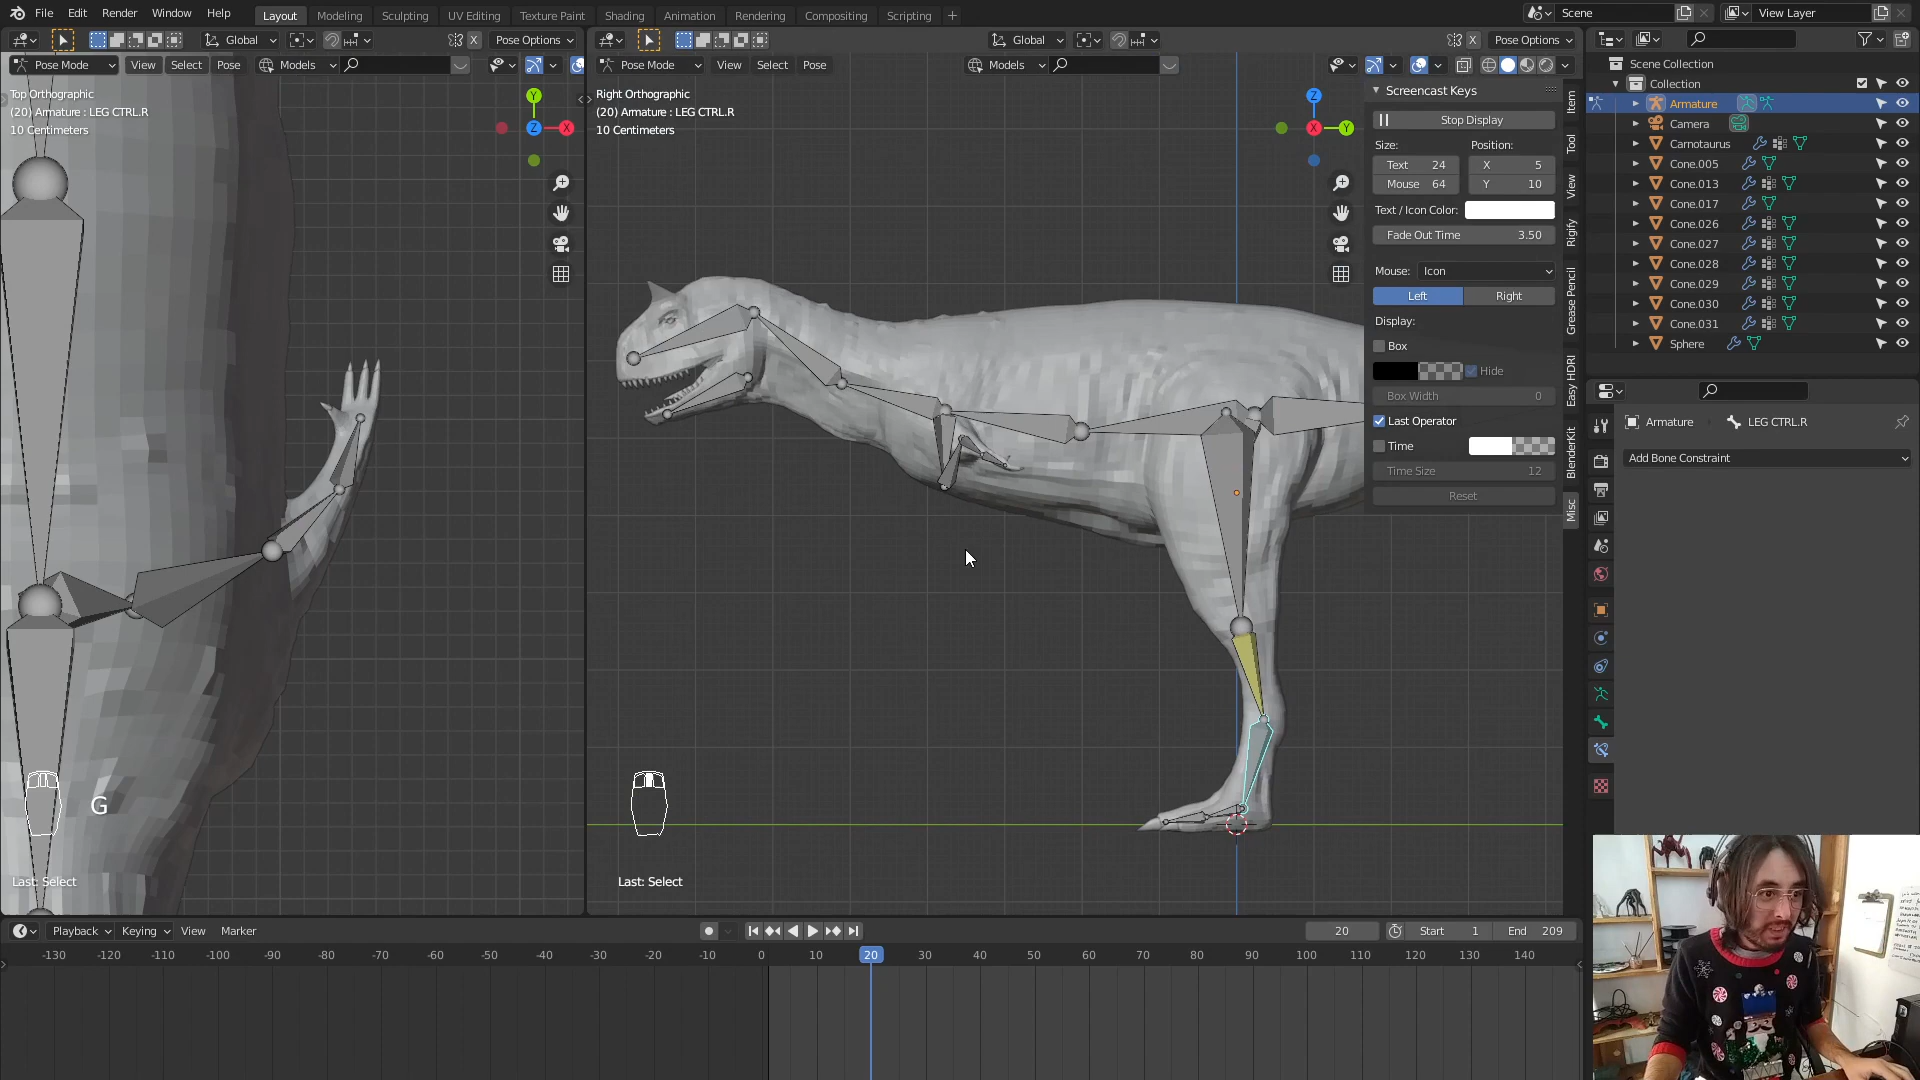 File Edit Render Window Help Layout Modeling Sculpting UV Editing Texture Paint Shading Animation Rendering Compositing Scripting + Scene View Layer
Global Pose Options
Global Pose Options
Pose Mode View Select Pose Models
Pose Mode View Select Pose Models
Top Orthographic
(20) Armature : LEG CTRL.R
10 Centimeters
Y
X
Z
G
Last: Select
Right Orthographic
(20) Armature : LEG CTRL.R
10 Centimeters
Z
X
Y
Last: Select
Screencast Keys
Stop Display
Size: Position:
Text 24 X 5
Mouse 64 Y 10
Text / Icon Color:
Fade Out Time 3.50
Mouse: Icon
Left Right
Display:
Box
Hide
Box Width 0
Last Operator
Time
Time Size 12
Reset
Item
Tool
View
Rigify
Grease Pencil
Easy HDRI
BlenderKit
Misc
Scene Collection
Collection
Armature
Camera
Carnotaurus
Cone.005
Cone.013
Cone.017
Cone.026
Cone.027
Cone.028
Cone.029
Cone.030
Cone.031
Sphere
Armature LEG CTRL.R
Add Bone Constraint
Playback Keying View Marker 20 Start 1 End 209
-130 -120 -110 -100 -90 -80 -70 -60 -50 -40 -30 -20 -10 0 10 20 30 40 50 60 70 80 90 100 110 120 130 140